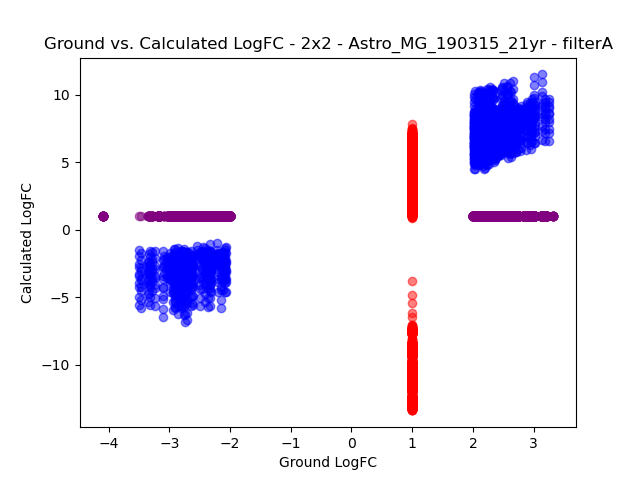 Ground vs. Calculated LogFC - 2x2 - Astro_MG_190315_21yr - filterA
10
5
0
−5
−10
Calculated LogFC
−4 −3 −2 −1 0 1 2 3
Ground LogFC